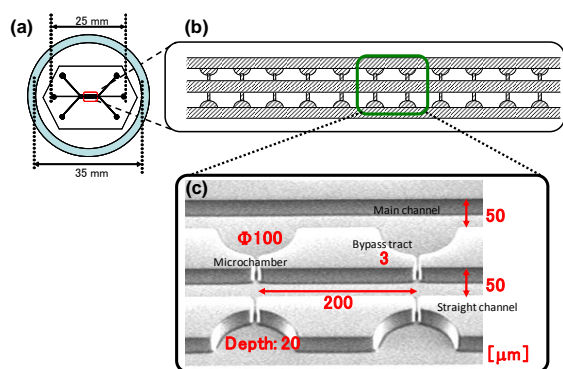 25 mm
(a)
(b)
35 mm
(c)
Main channel
50
Φ100
Bypass tract
3
Microchamber
200
50
Straight channel
Depth: 20
[μm]